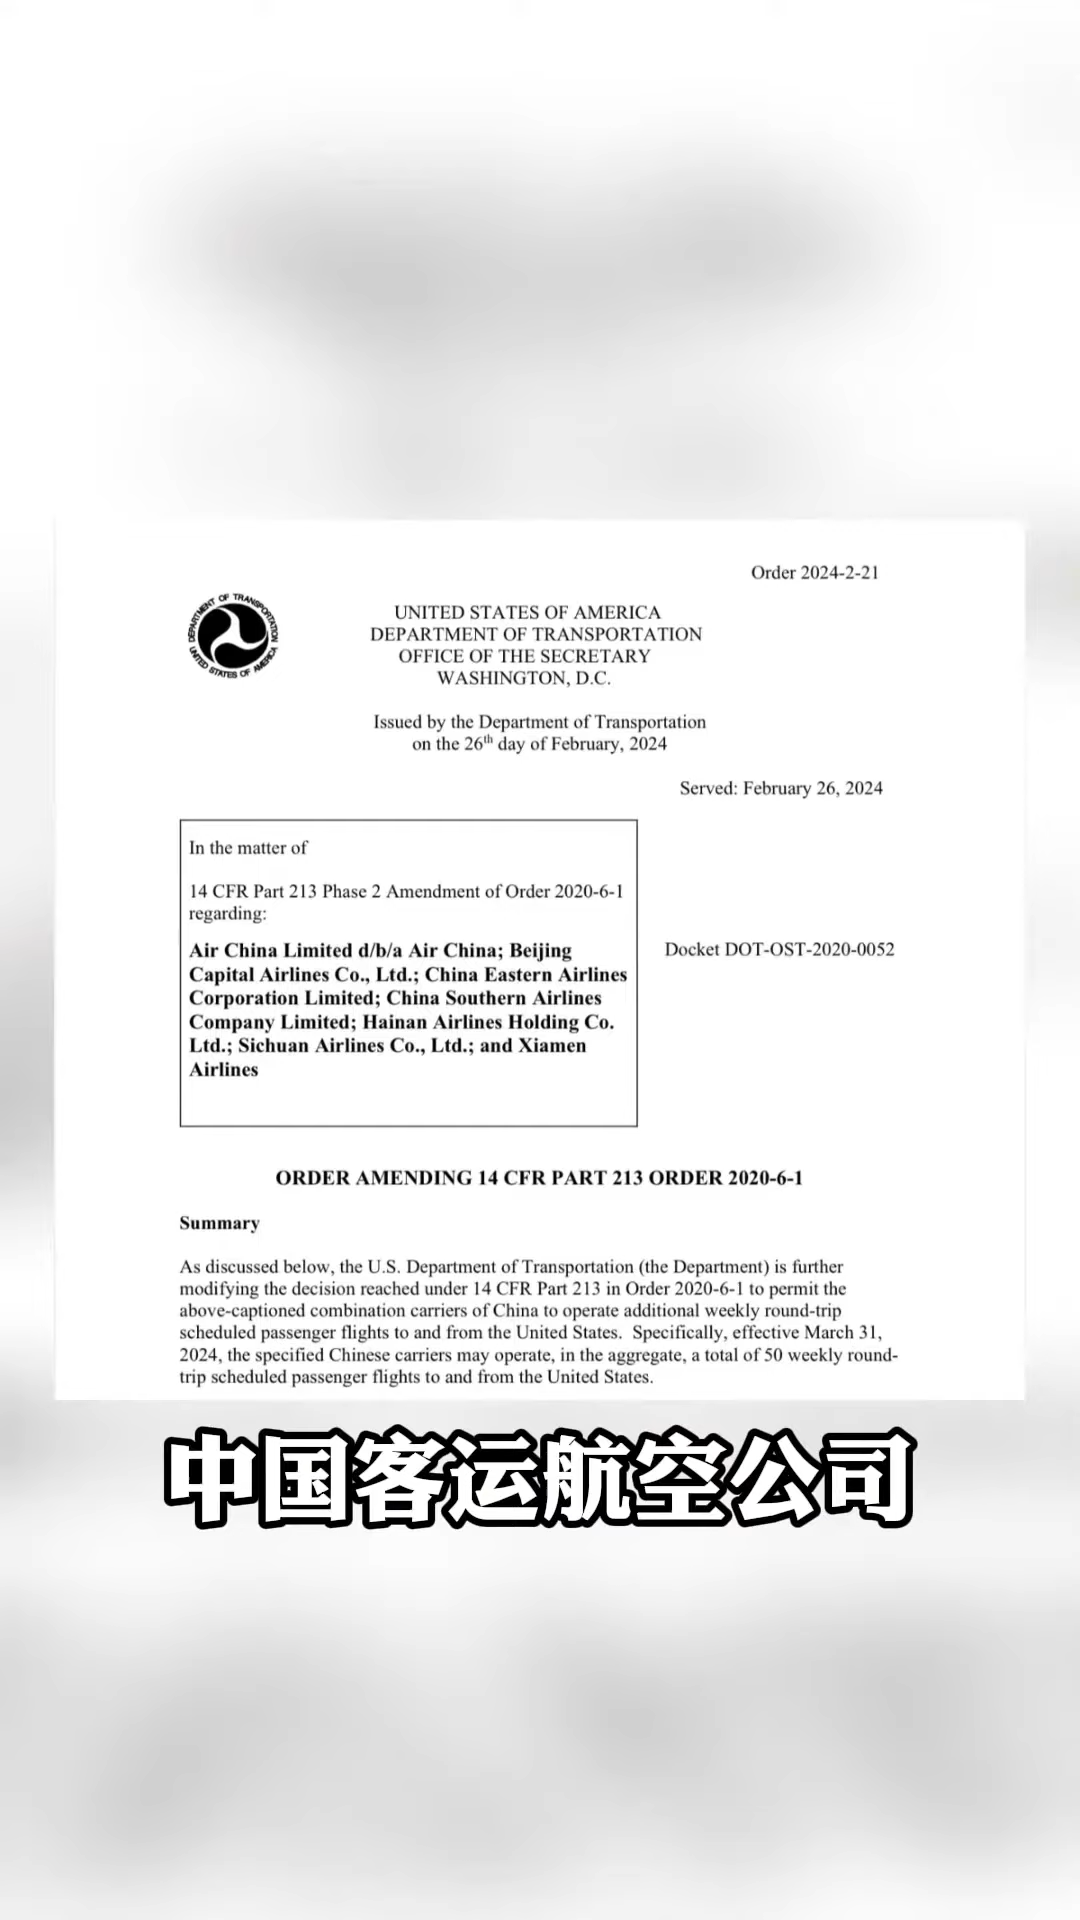 Order 2024-2-21
DEPARTMENT OF TRANSPORTATION
UNITED STATES OF AMERICA
UNITED STATES OF AMERICA
DEPARTMENT OF TRANSPORTATION
OFFICE OF THE SECRETARY
WASHINGTON, D.C.
Issued by the Department of Transportation
on the 26th day of February, 2024
Served: February 26, 2024
In the matter of
14 CFR Part 213 Phase 2 Amendment of Order 2020-6-1
regarding:
Air China Limited d/b/a Air China; Beijing
Capital Airlines Co., Ltd.; China Eastern Airlines
Corporation Limited; China Southern Airlines
Company Limited; Hainan Airlines Holding Co.
Ltd.; Sichuan Airlines Co., Ltd.; and Xiamen
Airlines
Docket DOT-OST-2020-0052
ORDER AMENDING 14 CFR PART 213 ORDER 2020-6-1
Summary
As discussed below, the U.S. Department of Transportation (the Department) is further
modifying the decision reached under 14 CFR Part 213 in Order 2020-6-1 to permit the
above-captioned combination carriers of China to operate additional weekly round-trip
scheduled passenger flights to and from the United States.  Specifically, effective March 31,
2024, the specified Chinese carriers may operate, in the aggregate, a total of 50 weekly round-
trip scheduled passenger flights to and from the United States.
中国客运航空公司